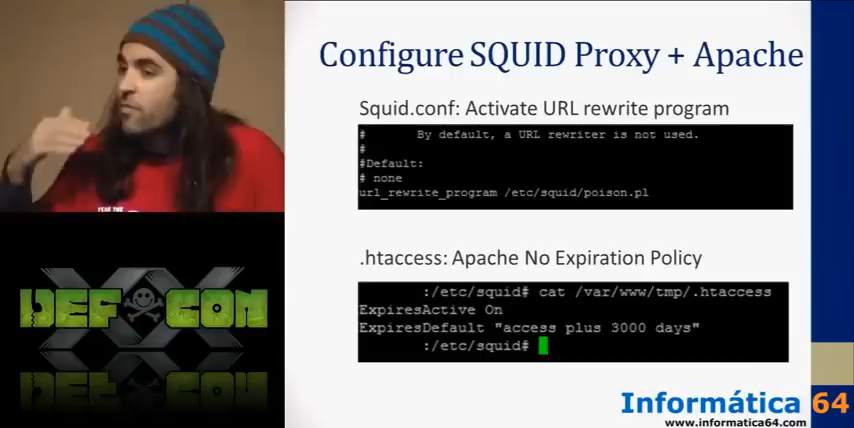 Configure SQUID Proxy + Apache
Squid.conf: Activate URL rewrite program
# By default, a URL rewriter is not used.
#
#Default:
# none
url_rewrite_program /etc/squid/poison.pl
.htaccess: Apache No Expiration Policy
:/etc/squid# cat /var/www/tmp/.htaccess
ExpiresActive On
ExpiresDefault "access plus 3000 days"
:/etc/squid#
DEF CON
XX
Informática 64
www.informatica64.com